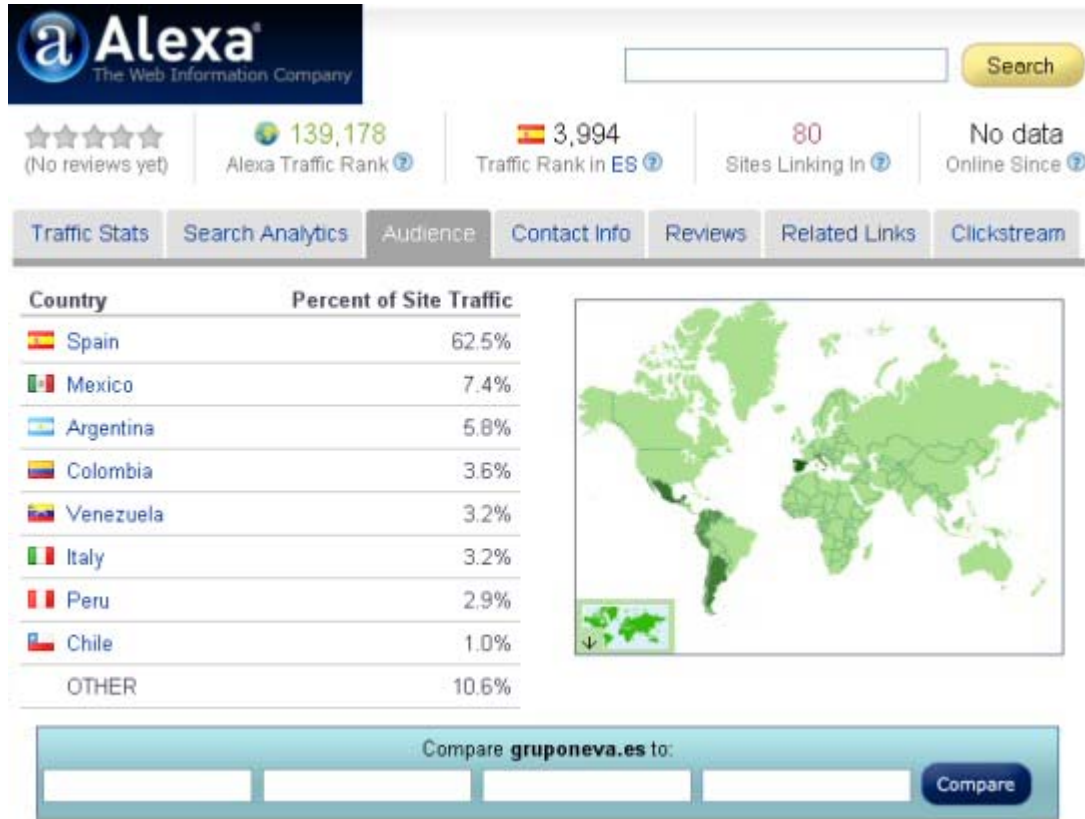 a Alexa®
The Web Information Company
Search
(No reviews yet)
139,178
Alexa Traffic Rank ?
3,994
Traffic Rank in ES ?
80
Sites Linking In ?
No data
Online Since ?
Traffic Stats Search Analytics Audience Contact Info Reviews Related Links Clickstream
Country Percent of Site Traffic
Spain 62.5%
Mexico 7.4%
Argentina 5.8%
Colombia 3.6%
Venezuela 3.2%
Italy 3.2%
Peru 2.9%
Chile 1.0%
OTHER 10.6%
Compare gruponeva.es to:
Compare